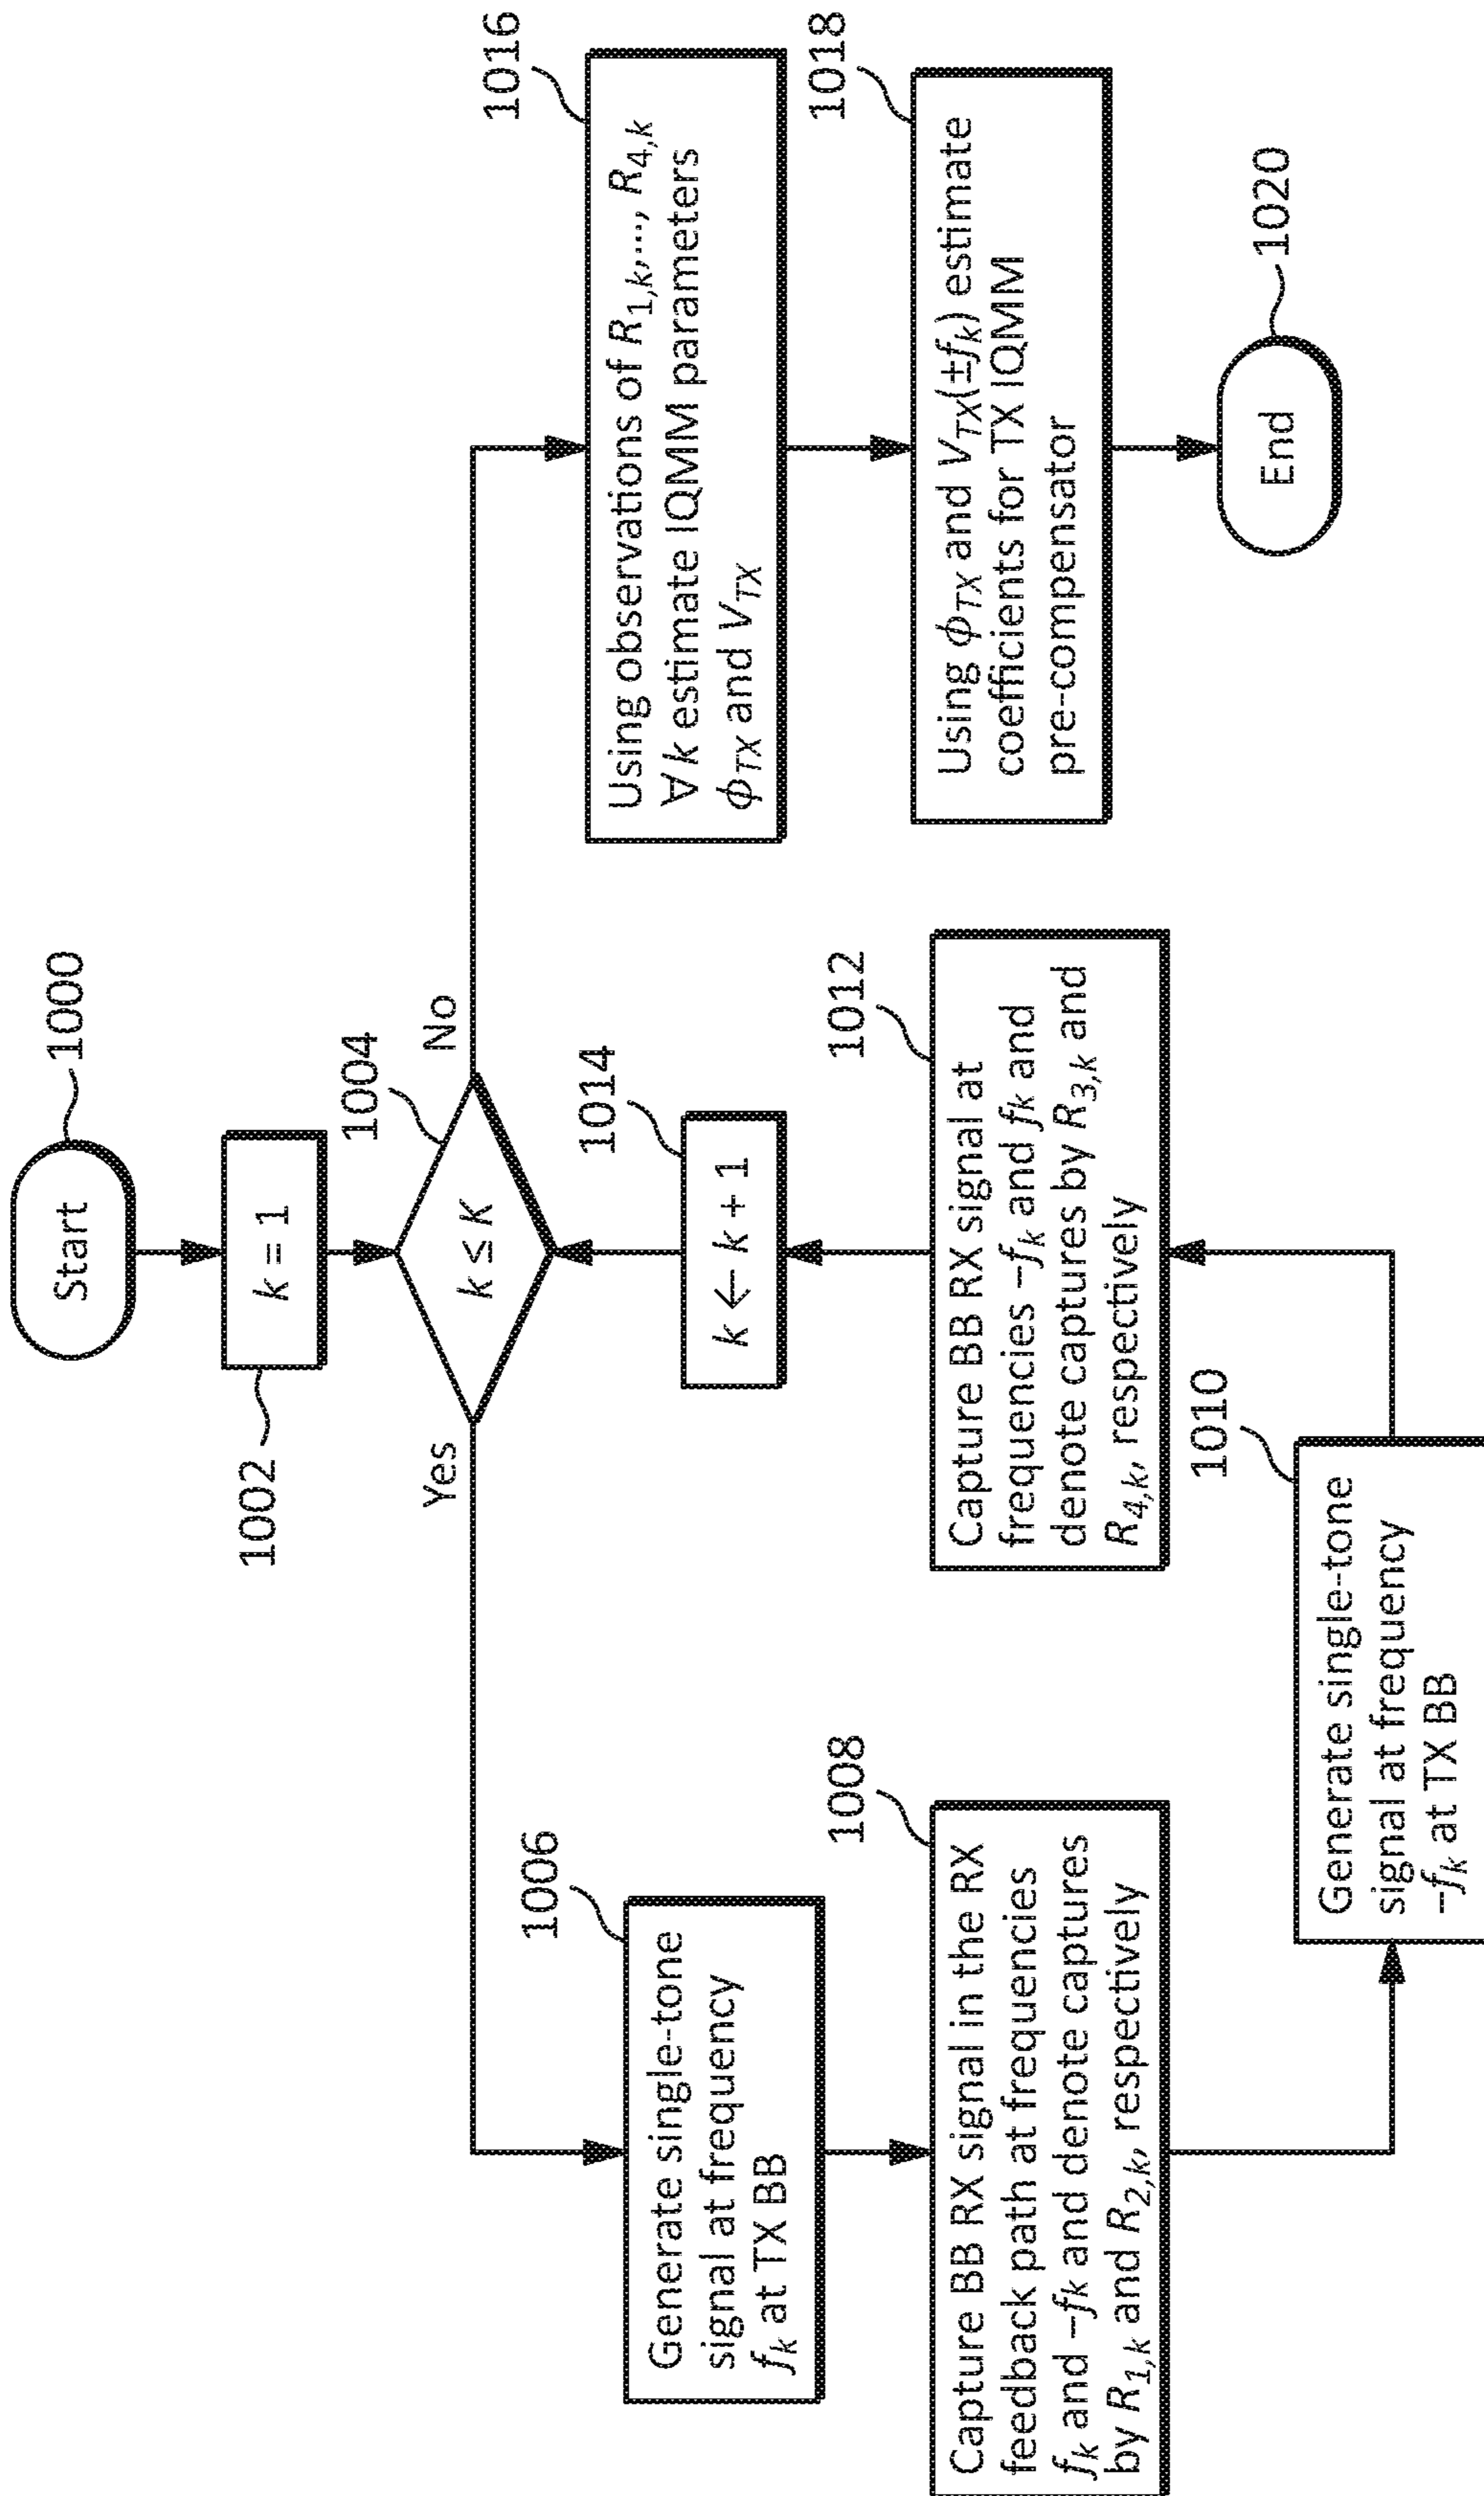 Start
1000
k = 1
1002
k ≤ K
1004
Yes
No
Generate single-tone
signal at frequency
f_k at TX BB
1006
Capture BB RX signal in the RX
feedback path at frequencies
f_k and −f_k and denote captures
by R_{1,k} and R_{2,k}, respectively
1008
Generate single-tone
signal at frequency
−f_k at TX BB
1010
Capture BB RX signal at
frequencies −f_k and f_k and
denote captures by R_{3,k} and
R_{4,k}, respectively
1012
k ← k + 1
1014
Using observations of R_{1,k},..., R_{4,k}
∀k estimate IQMM parameters
ϕ_{TX} and V_{TX}
1016
Using ϕ_{TX} and V_{TX}(±f_k) estimate
coefficients for TX IQMM
pre-compensator
1018
End
1020